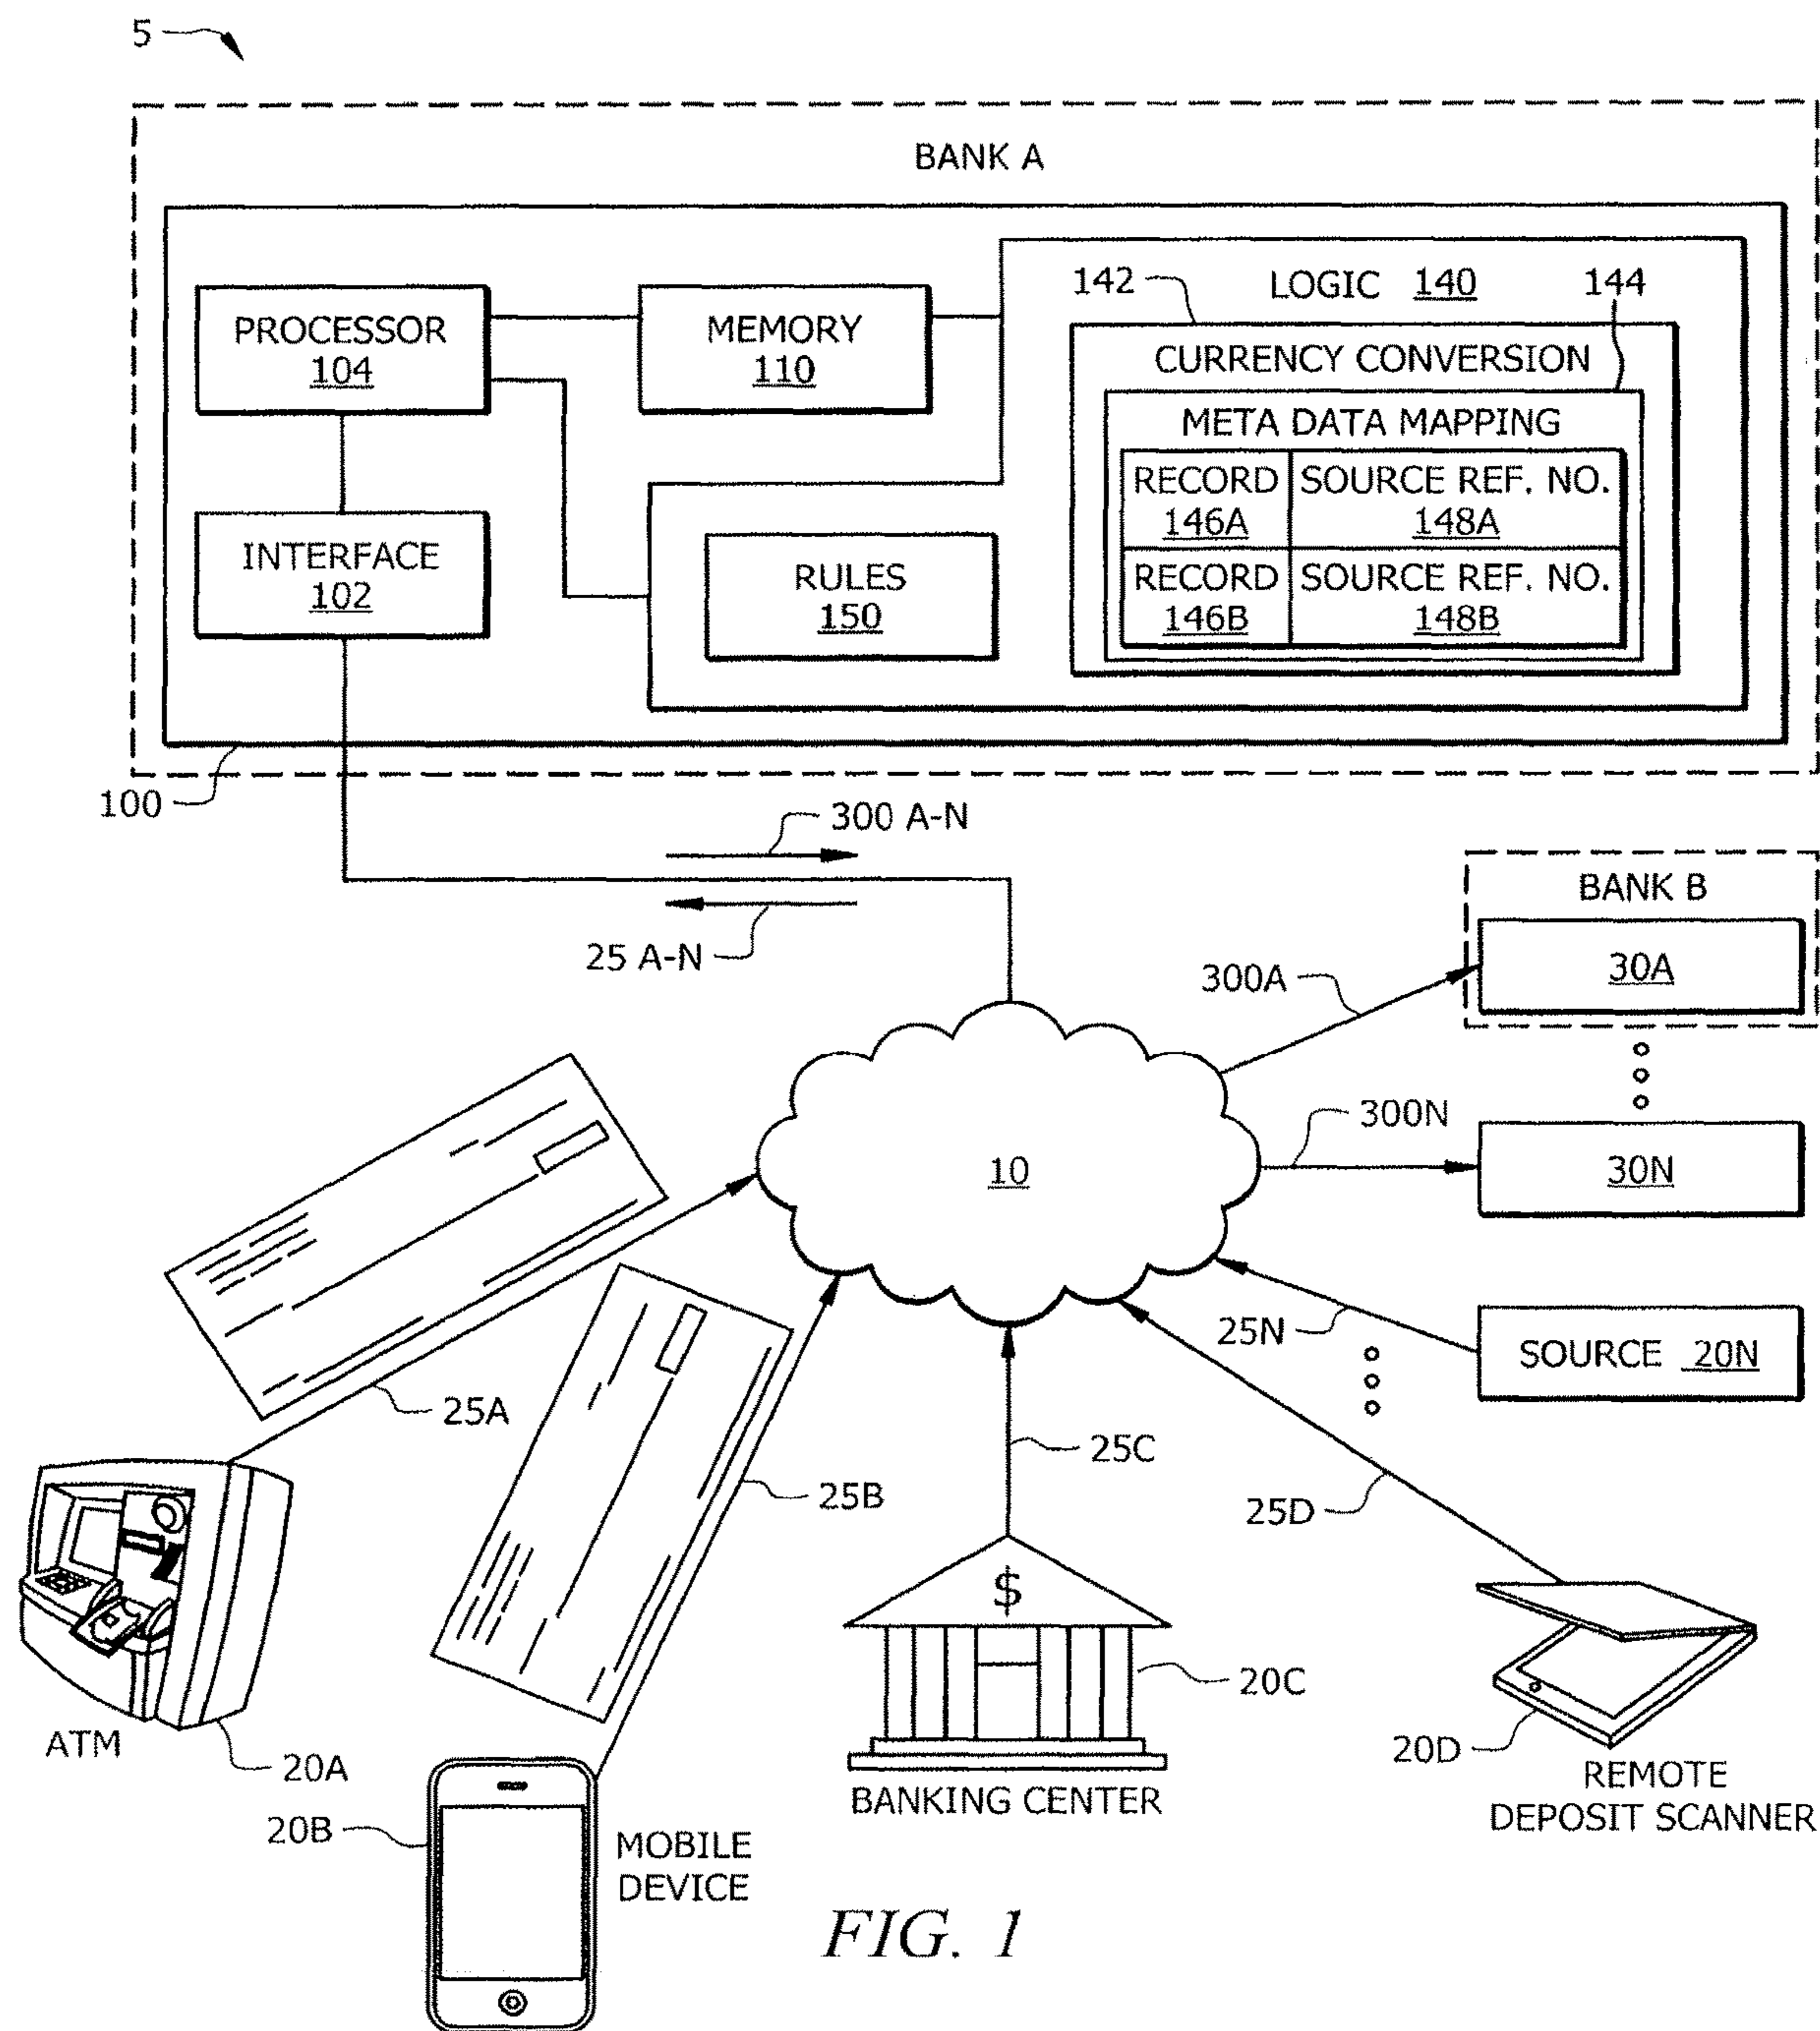 5
BANK A
142
LOGIC 140
144
PROCESSOR
104
MEMORY
110
CURRENCY CONVERSION
META DATA MAPPING
RECORD
146A
SOURCE REF. NO.
148A
RECORD
146B
SOURCE REF. NO.
148B
INTERFACE
102
RULES
150
100
300 A-N
25 A-N
BANK B
30A
300A
300N
30N
10
25N
SOURCE 20N
25A
25B
25C
25D
$
20C
BANKING CENTER
ATM
20A
20B
MOBILE
DEVICE
20D
REMOTE
DEPOSIT SCANNER
FIG. 1